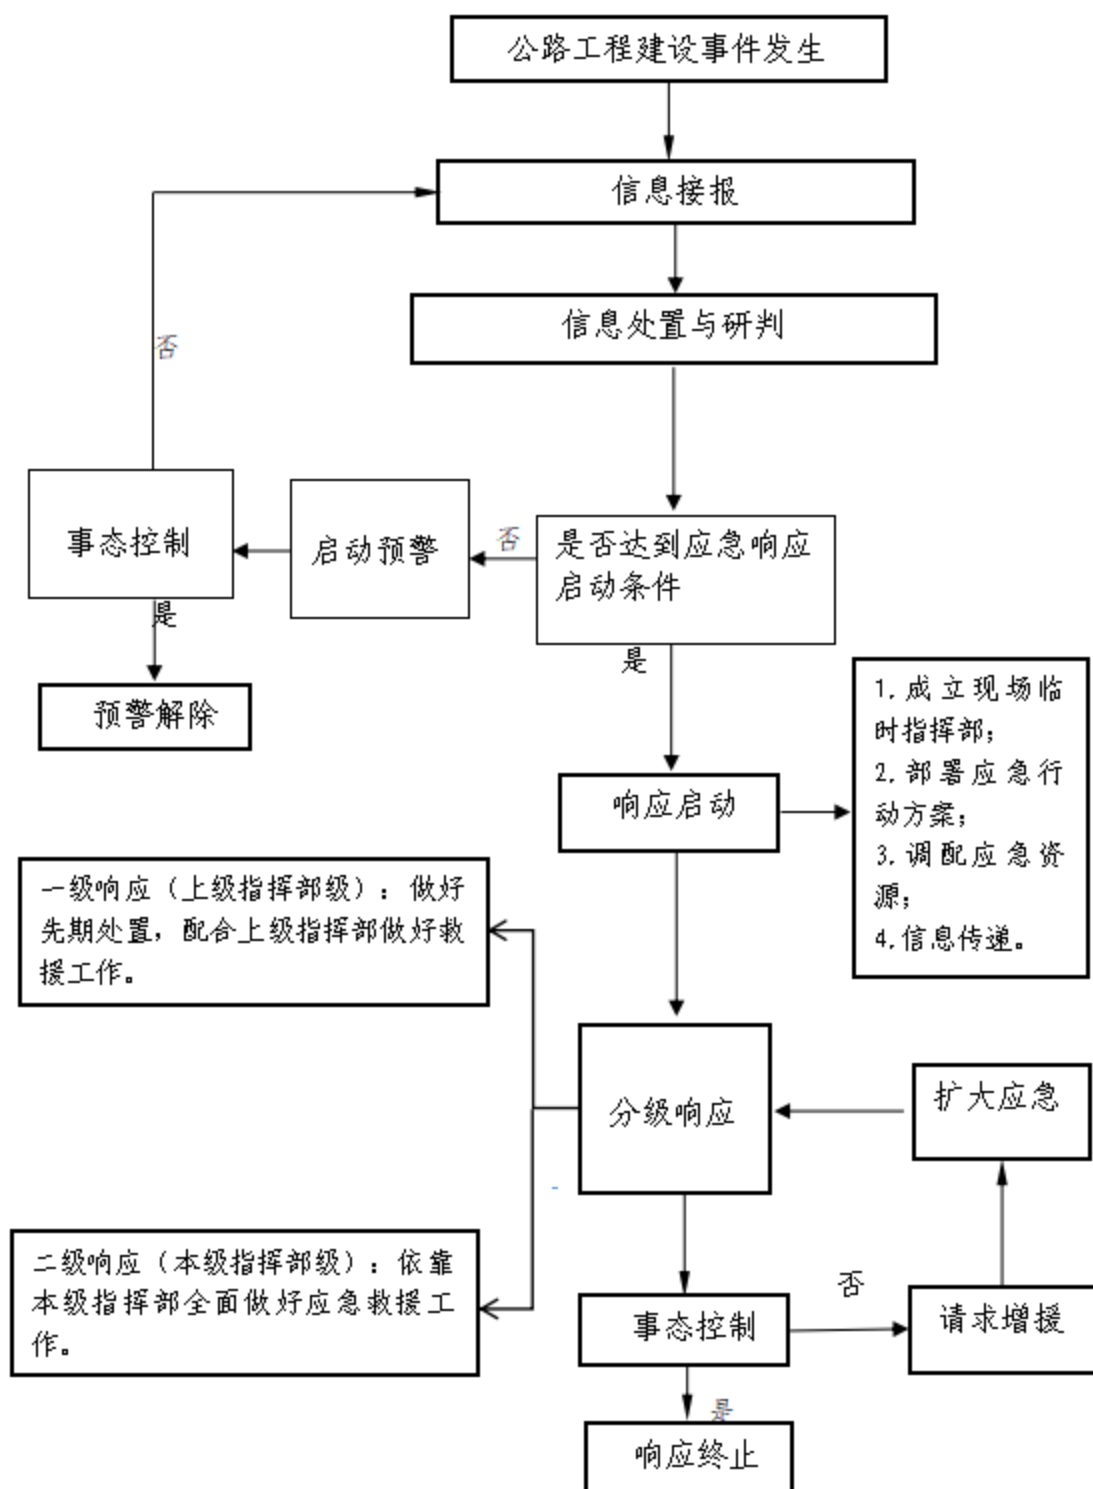 公路工程建设事件发生
信息接报
信息处置与研判
否
事态控制
启动预警
否
是否达到应急响应
启动条件
是
是
预警解除
1.成立现场临
时指挥部；
2.部署应急行
动方案；
3.调配应急资
源；
4.信息传递。
响应启动
一级响应（上级指挥部级）：做好
先期处置，配合上级指挥部做好救
援工作。
分级响应
扩大应急
二级响应（本级指挥部级）：依靠
本级指挥部全面做好应急救援工
作。
否
事态控制
请求增援
是
响应终止